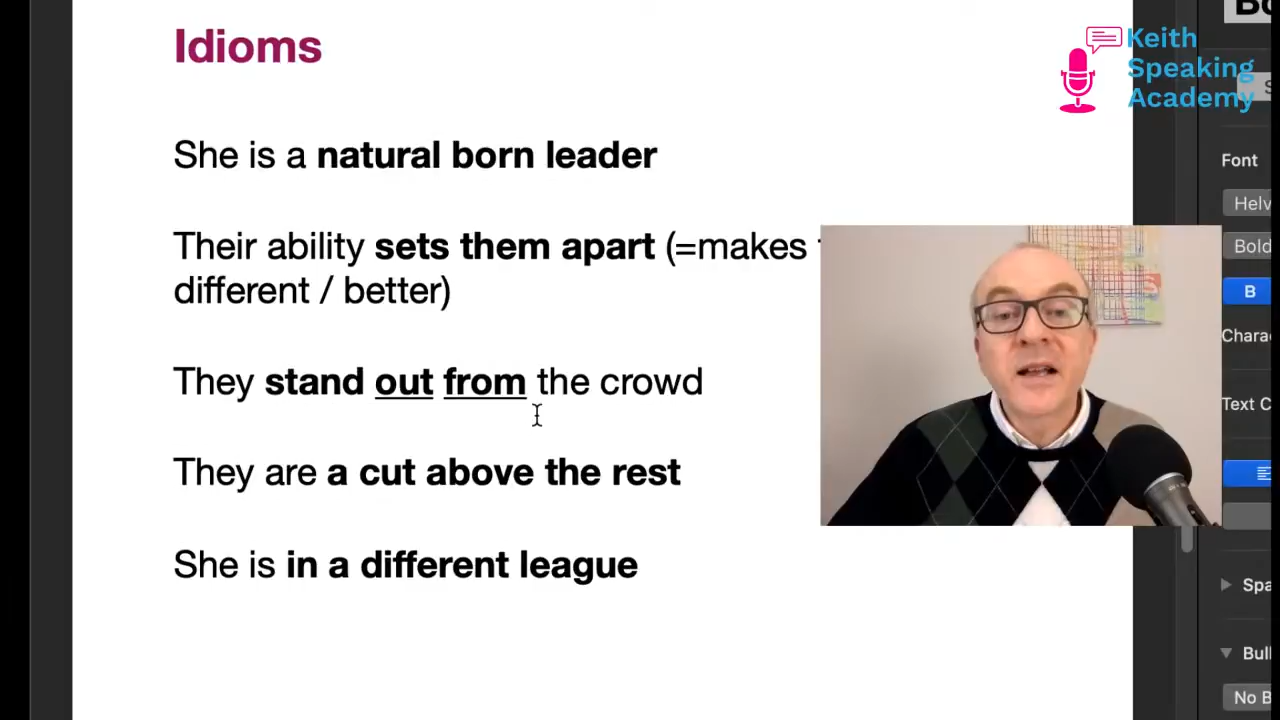 Idioms
Keith
Speaking
Academy
She is a natural born leader
Their ability sets them apart (=makes
different / better)
They stand out from the crowd
They are a cut above the rest
She is in a different league
Font
Bold
B